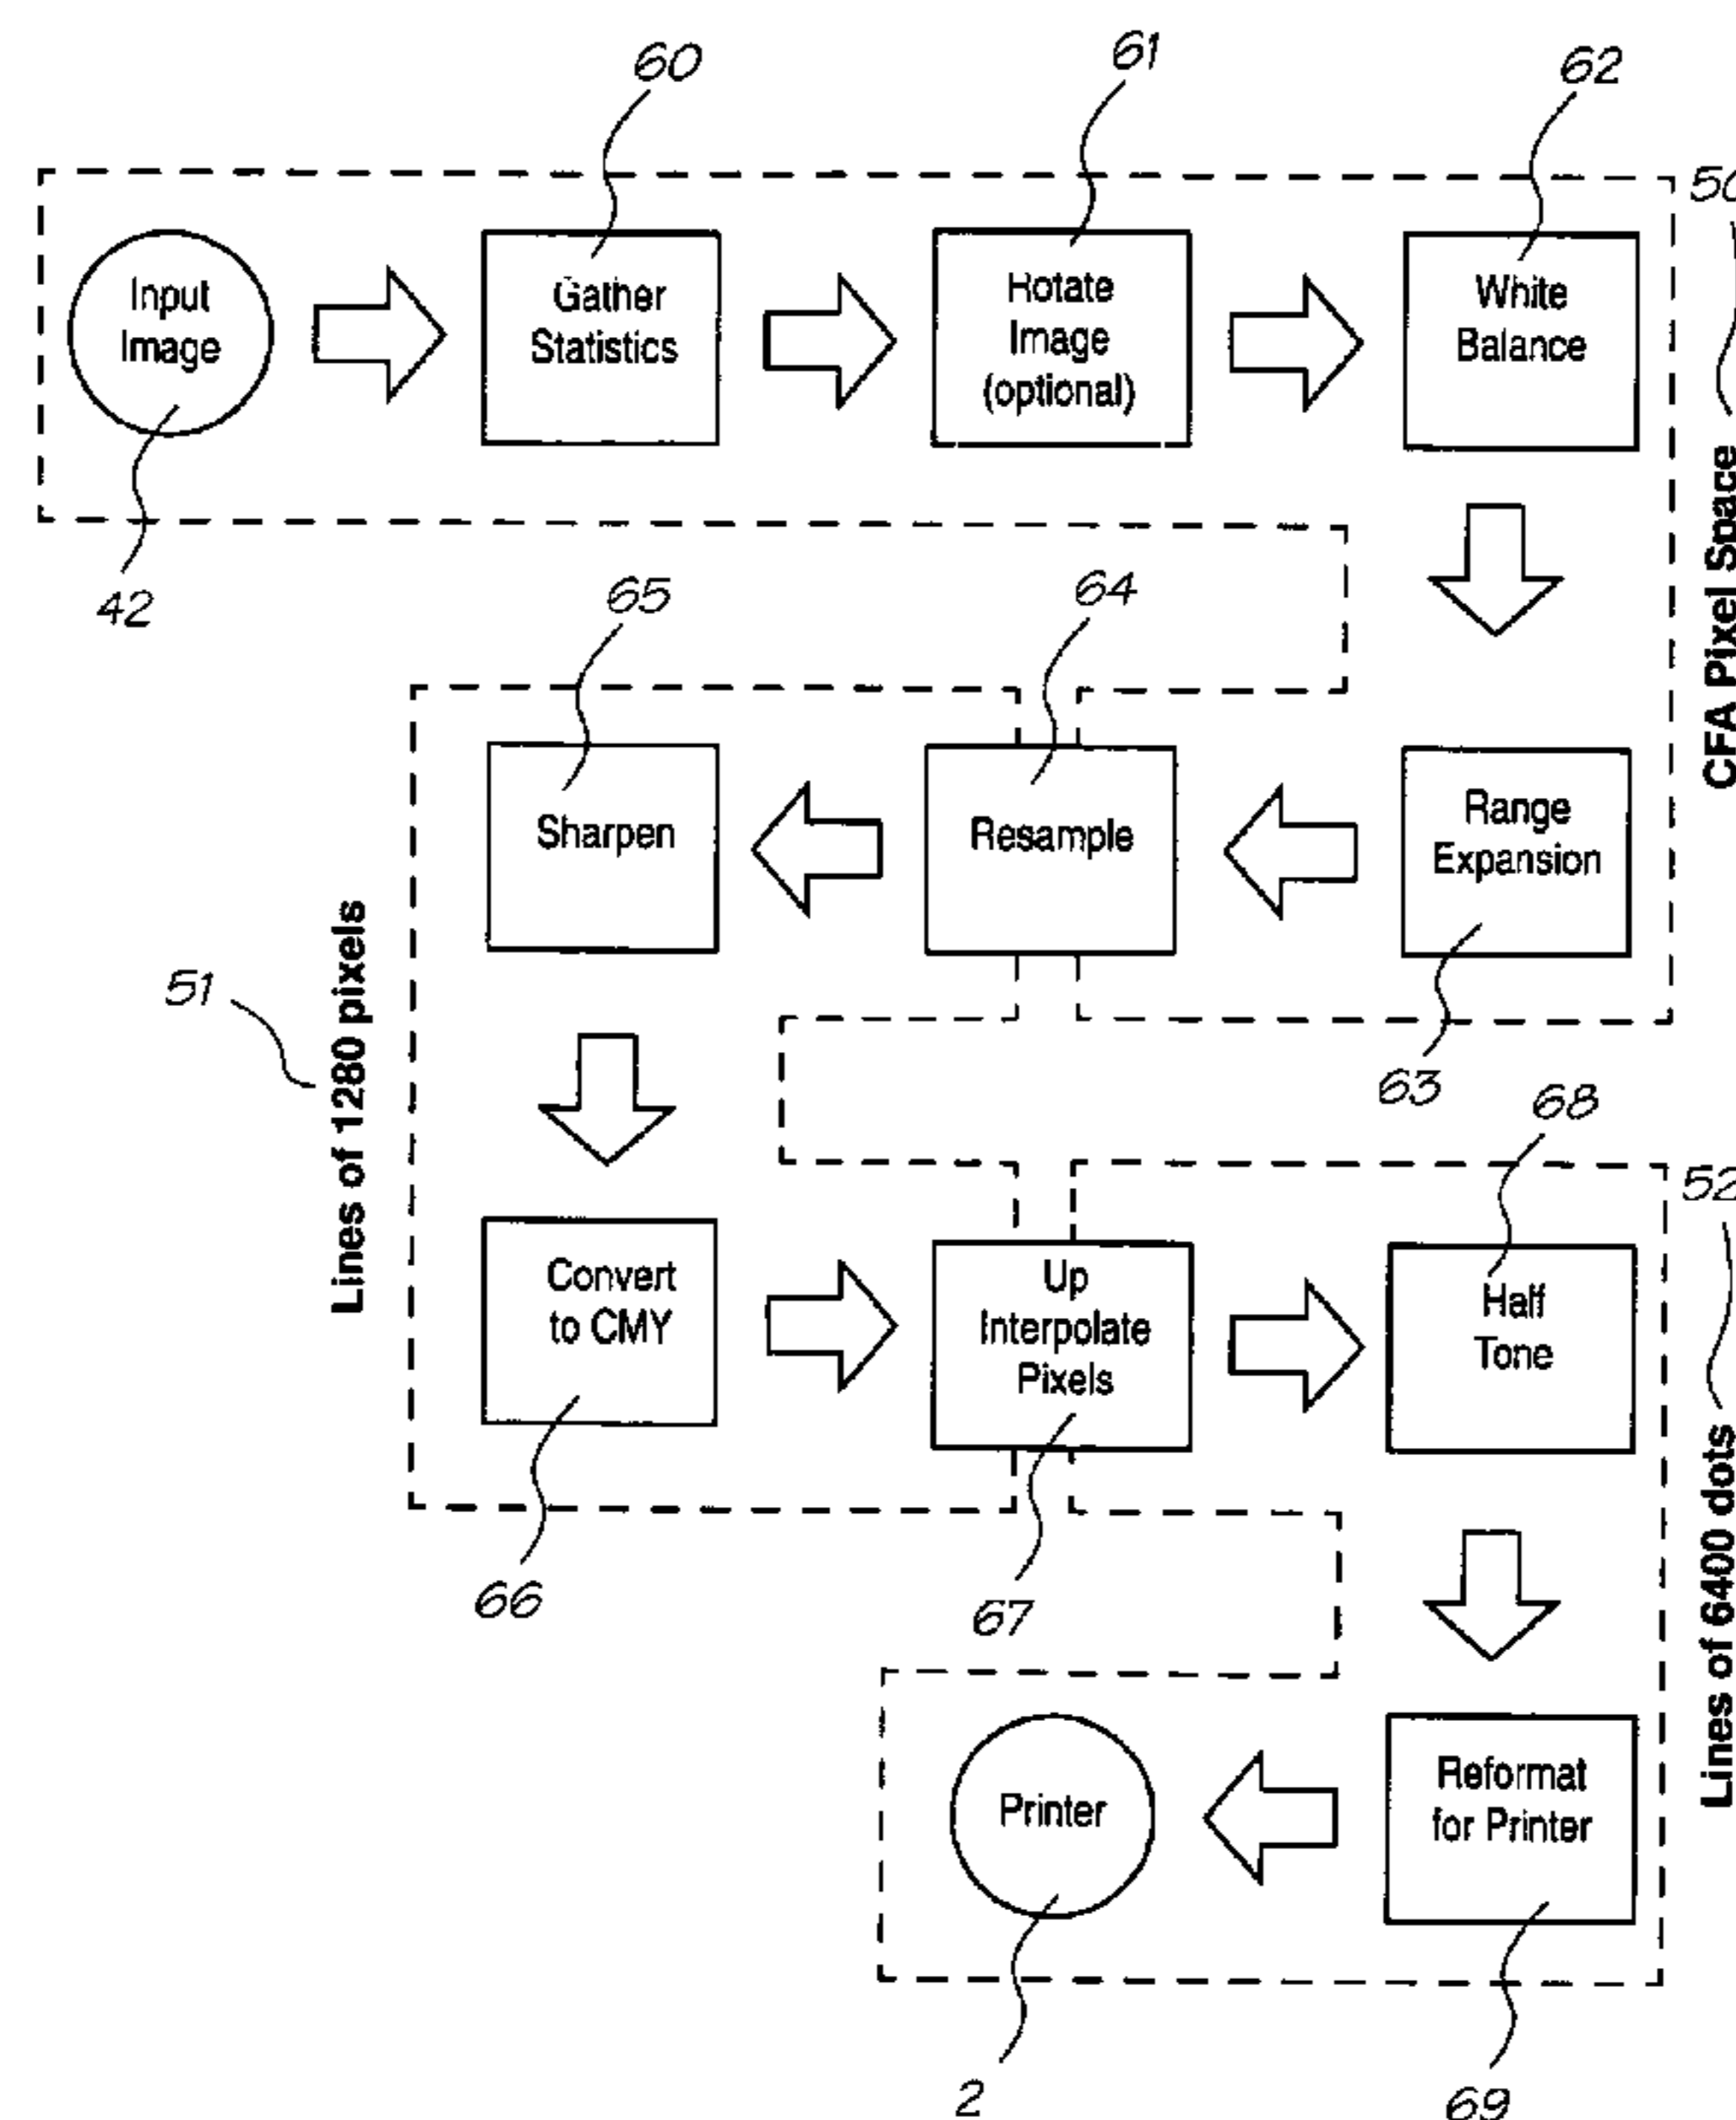 60
61
62
50
Input
Image
Gather
Statistics
Rotate
Image
(optional)
White
Balance
CFA Pixel Space
42
65
64
Sharpen
Resample
Range
Expansion
51
Lines of 1280 pixels
63
68
52
Convert
to CMY
Up
Interpolate
Pixels
Half
Tone
Lines of 6400 dots
66
67
Printer
Reformat
for Printer
2
69